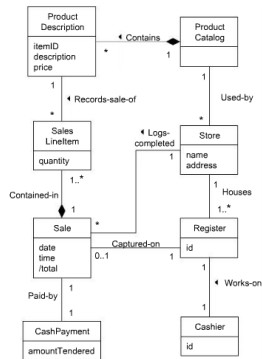 Product
Description
itemID
description
price
◀ Contains
*
1
Product
Catalog
1
◀ Records-sale-of
*
1
Used-by
*
Sales
LineItem
quantity
1..*
◀ Logs-
completed
1
Store
name
address
Contained-in
1
1
Houses
1..*
Sale
date
time
/total
*
Captured-on
0..1
1
Register
id
1
Paid-by
1
1
◀ Works-on
1
CashPayment
amountTendered
Cashier
id